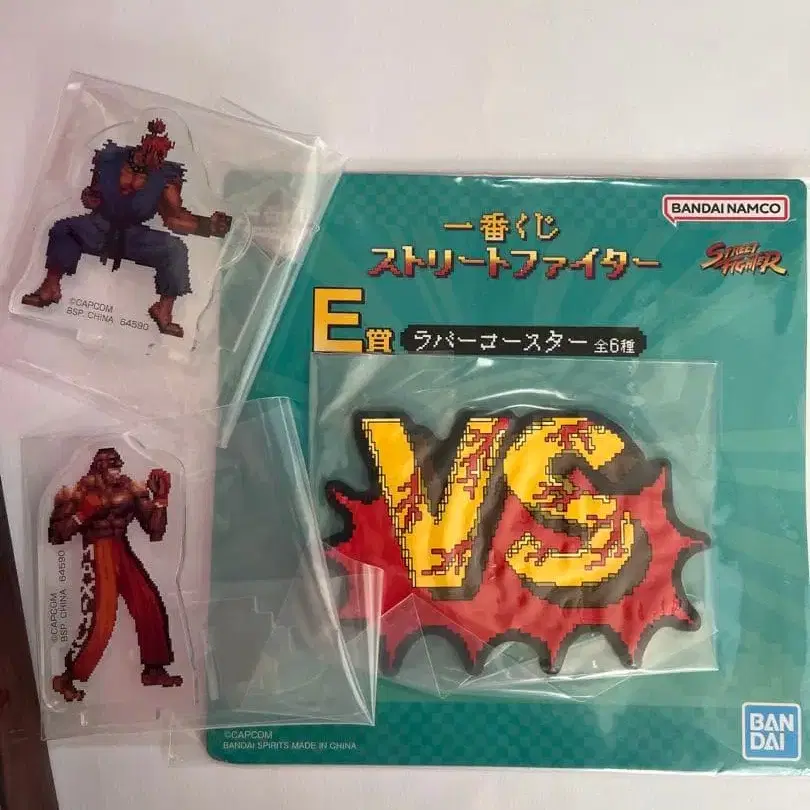 BANDAI NAMCO
一番くじ
ストリートファイター
STREET FIGHTER
E賞 ラバーコースター 全6種
VS
©CAPCOM
BSP CHINA 64590
©CAPCOM
BSP CHINA 64590
©CAPCOM
BANDAI SPIRITS MADE IN CHINA
BAN
DAI